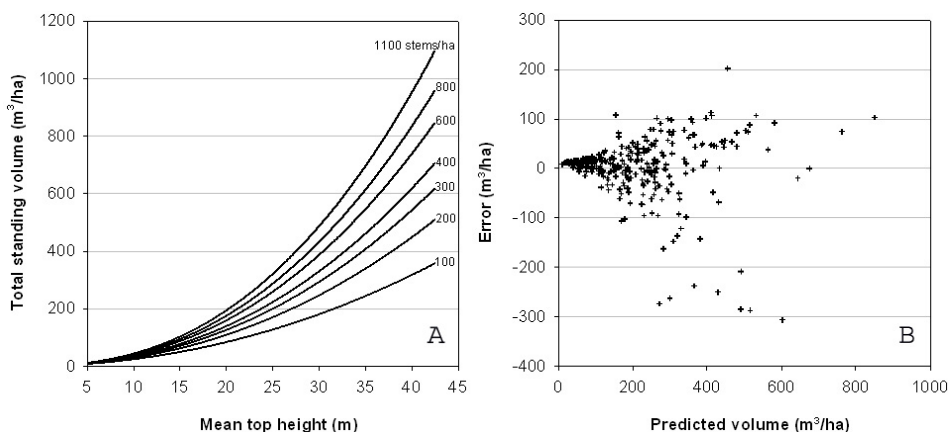 1200
1000
800
600
400
200
0
5 10 15 20 25 30 35 40 45
Total standing volume (m³/ha)
Mean top height (m)
1100 stems/ha
800
600
400
300
200
100
A
300
200
100
0
-100
-200
-300
-400
0 200 400 600 800 1000
Error (m³/ha)
Predicted volume (m³/ha)
B